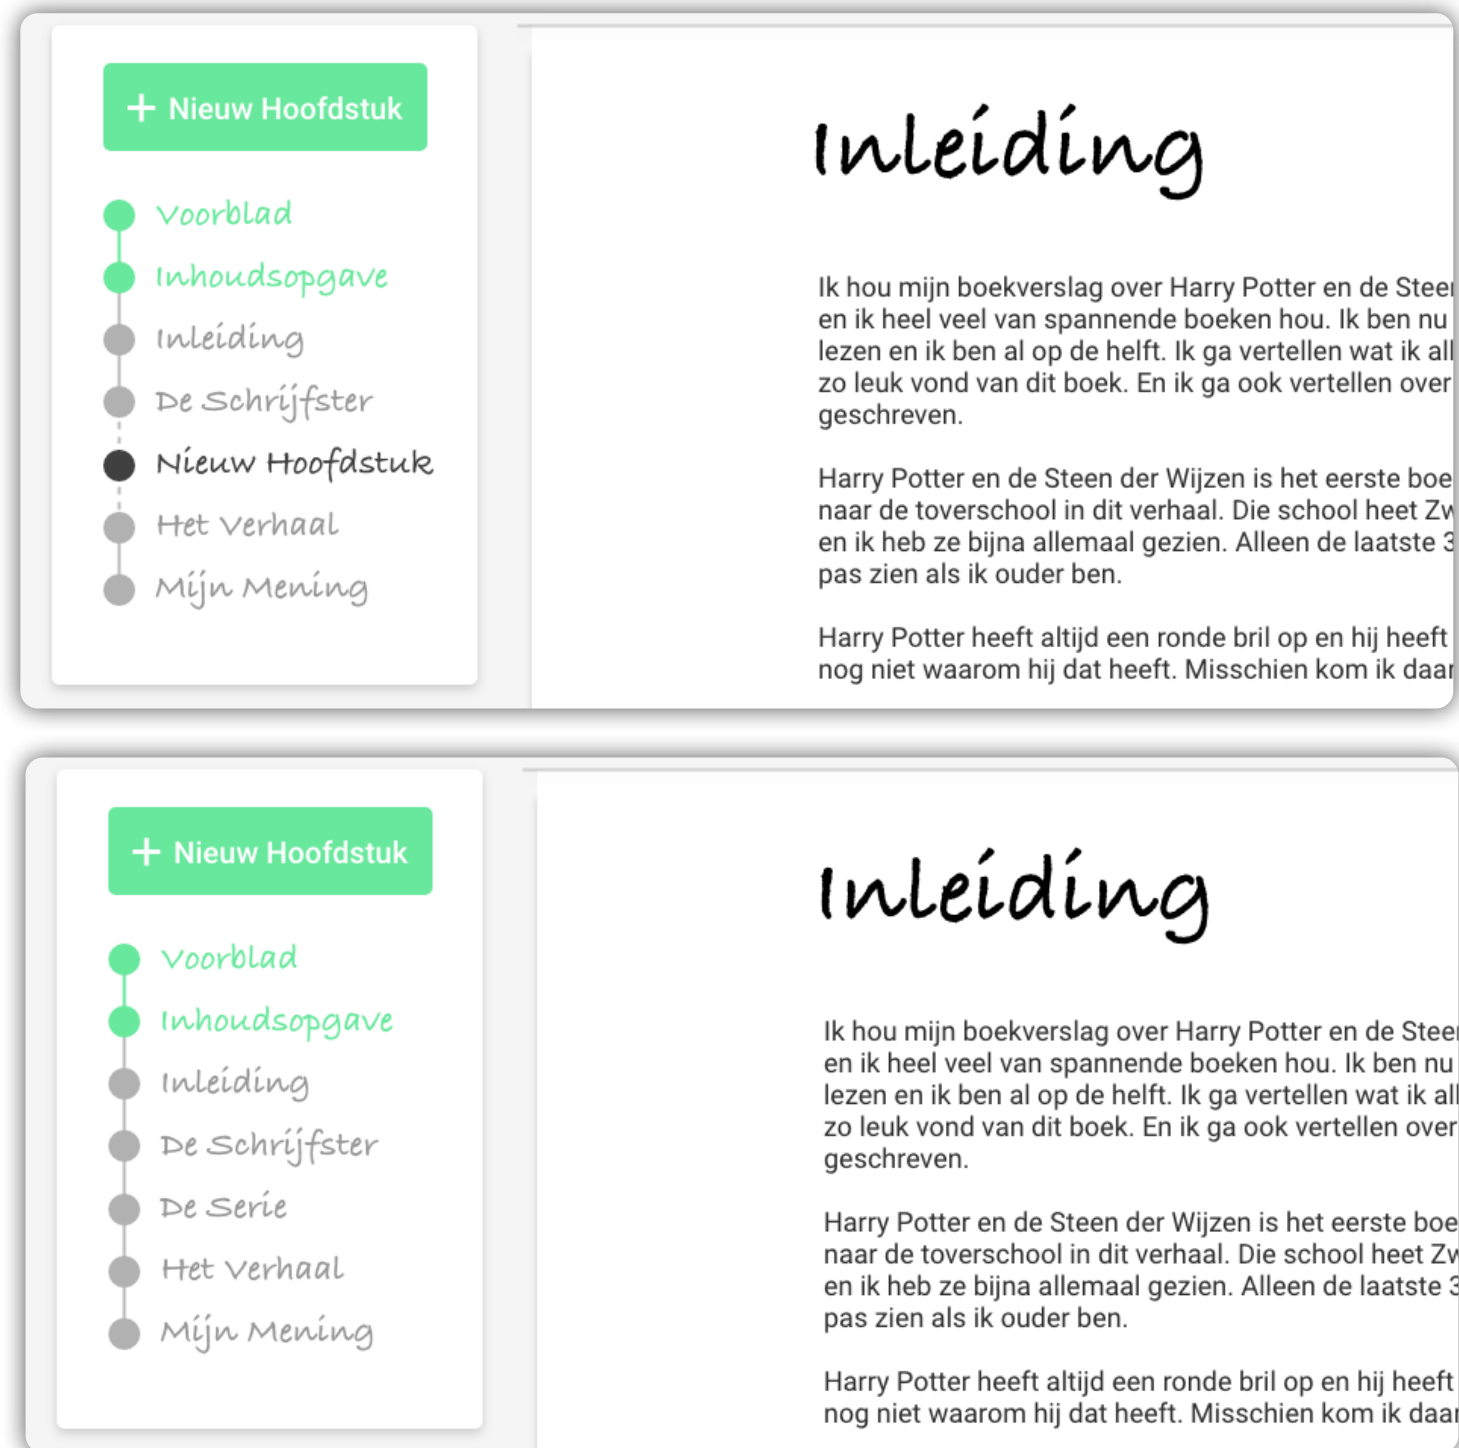 + Nieuw Hoofdstuk
Voorblad
Inhoudsopgave
Inleiding
De Schrijfster
Nieuw Hoofdstuk
Het Verhaal
Mijn Mening
Inleiding
Ik hou mijn boekverslag over Harry Potter en de Steen
en ik heel veel van spannende boeken hou. Ik ben nu
lezen en ik ben al op de helft. Ik ga vertellen wat ik all
zo leuk vond van dit boek. En ik ga ook vertellen over
geschreven.
Harry Potter en de Steen der Wijzen is het eerste boe
naar de toverschool in dit verhaal. Die school heet Zw
en ik heb ze bijna allemaal gezien. Alleen de laatste 3
pas zien als ik ouder ben.
Harry Potter heeft altijd een ronde bril op en hij heeft
nog niet waarom hij dat heeft. Misschien kom ik daar
+ Nieuw Hoofdstuk
Voorblad
Inhoudsopgave
Inleiding
De Schrijfster
De Serie
Het Verhaal
Mijn Mening
Inleiding
Ik hou mijn boekverslag over Harry Potter en de Steen
en ik heel veel van spannende boeken hou. Ik ben nu
lezen en ik ben al op de helft. Ik ga vertellen wat ik all
zo leuk vond van dit boek. En ik ga ook vertellen over
geschreven.
Harry Potter en de Steen der Wijzen is het eerste boe
naar de toverschool in dit verhaal. Die school heet Zw
en ik heb ze bijna allemaal gezien. Alleen de laatste 3
pas zien als ik ouder ben.
Harry Potter heeft altijd een ronde bril op en hij heeft
nog niet waarom hij dat heeft. Misschien kom ik daar